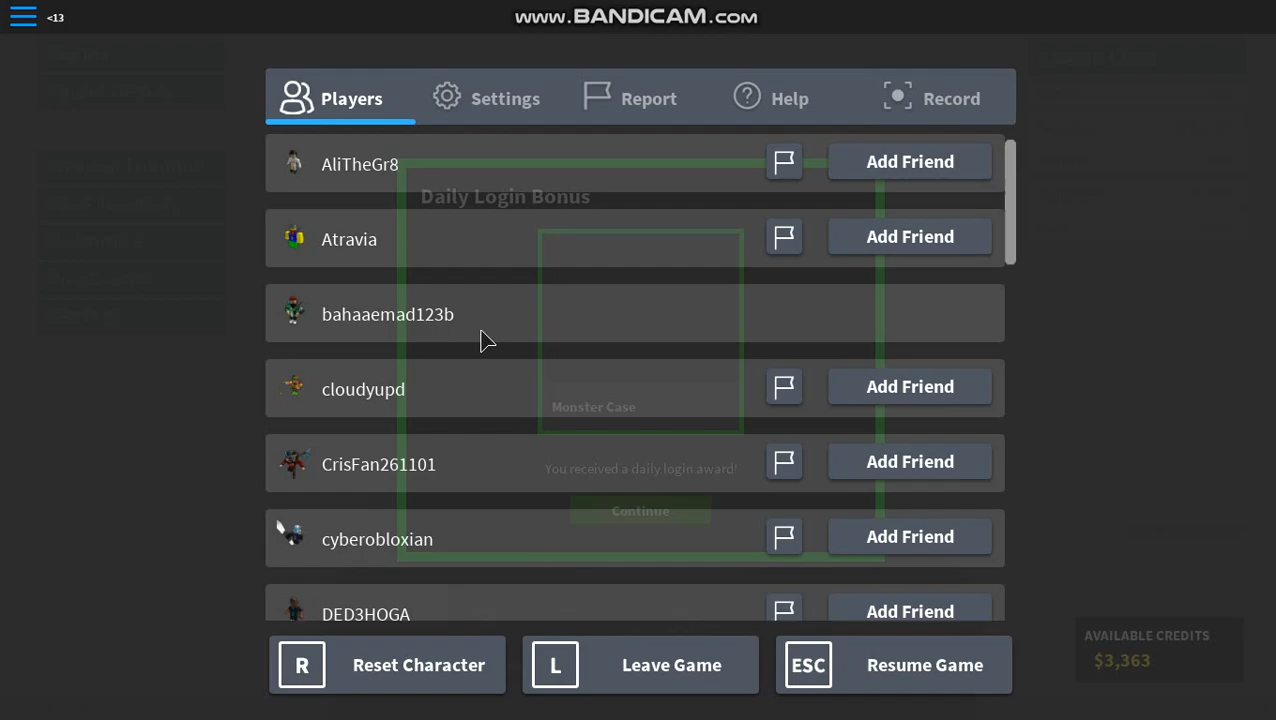 <13
www.BANDICAM.com
Players
Settings
Report
Help
Record
AliTheGr8
Add Friend
Daily Login Bonus
Atravia
Add Friend
bahaaemad123b
cloudyupd
Add Friend
Monster Case
CrisFan261101
Add Friend
You received a daily login award!
Continue
cyberobloxian
Add Friend
DED3HOGA
Add Friend
R Reset Character
L Leave Game
ESC Resume Game
AVAILABLE CREDITS
$3,363